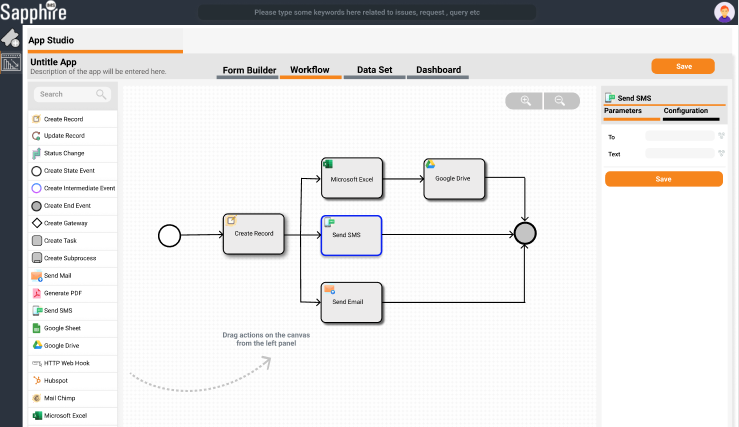 Sapphire IMS
Please type some keywords here related to issues, request , query etc
App Studio
Untitle App
Description of the app will be entered here.
Form Builder
Workflow
Data Set
Dashboard
Save
Search
Create Record
Update Record
Status Change
Create State Event
Create Intermediate Event
Create End Event
Create Gateway
Create Task
Create Subprocess
Send Mail
Generate PDF
Send SMS
Google Sheet
Google Drive
HTTP Web Hook
Hubspot
Mail Chimp
Microsoft Excel
Microsoft Excel
Google Drive
Create Record
Send SMS
Send Email
Drag actions on the canvas
from the left panel
Send SMS
Parameters
Configuration
To
Text
Save